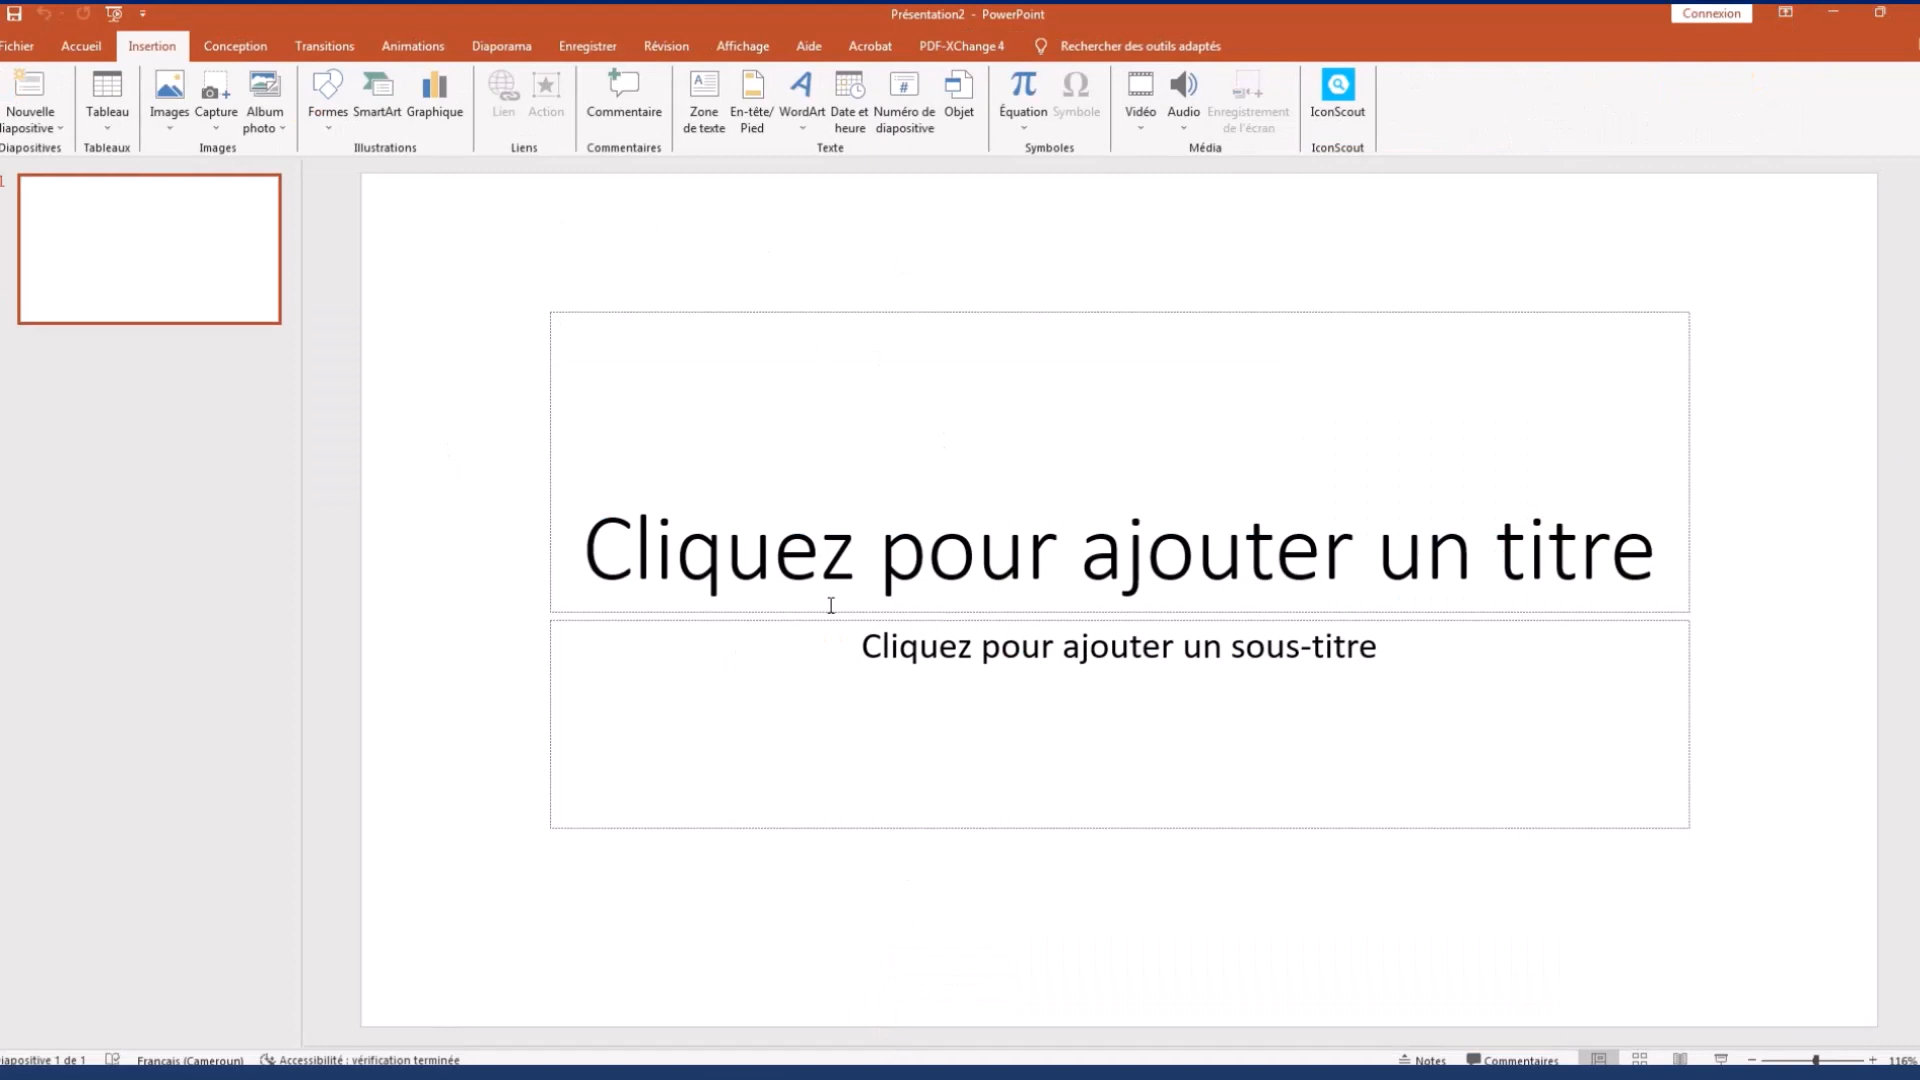 Présentation2 - PowerPoint
Connexion
Fichier Accueil Insertion Conception Transitions Animations Diaporama Enregistrer Révision Affichage Aide Acrobat PDF-XChange 4 Rechercher des outils adaptés
Nouvelle
diapositive
Tableau
Images
Capture
Album
photo
Formes
SmartArt
Graphique
Lien
Action
Commentaire
Zone
de texte
En-tête/
Pied
WordArt
Date et
heure
Numéro de
diapositive
Objet
Équation
Symbole
Vidéo
Audio
Enregistrement
de l'écran
IconScout
Diapositives Tableaux Images Illustrations Liens Commentaires Texte Symboles Média IconScout
1
Cliquez pour ajouter un titre
Cliquez pour ajouter un sous-titre
iapositive 1 de 1 Français (Cameroun) Accessibilité : vérification terminée Notes Commentaires 116%